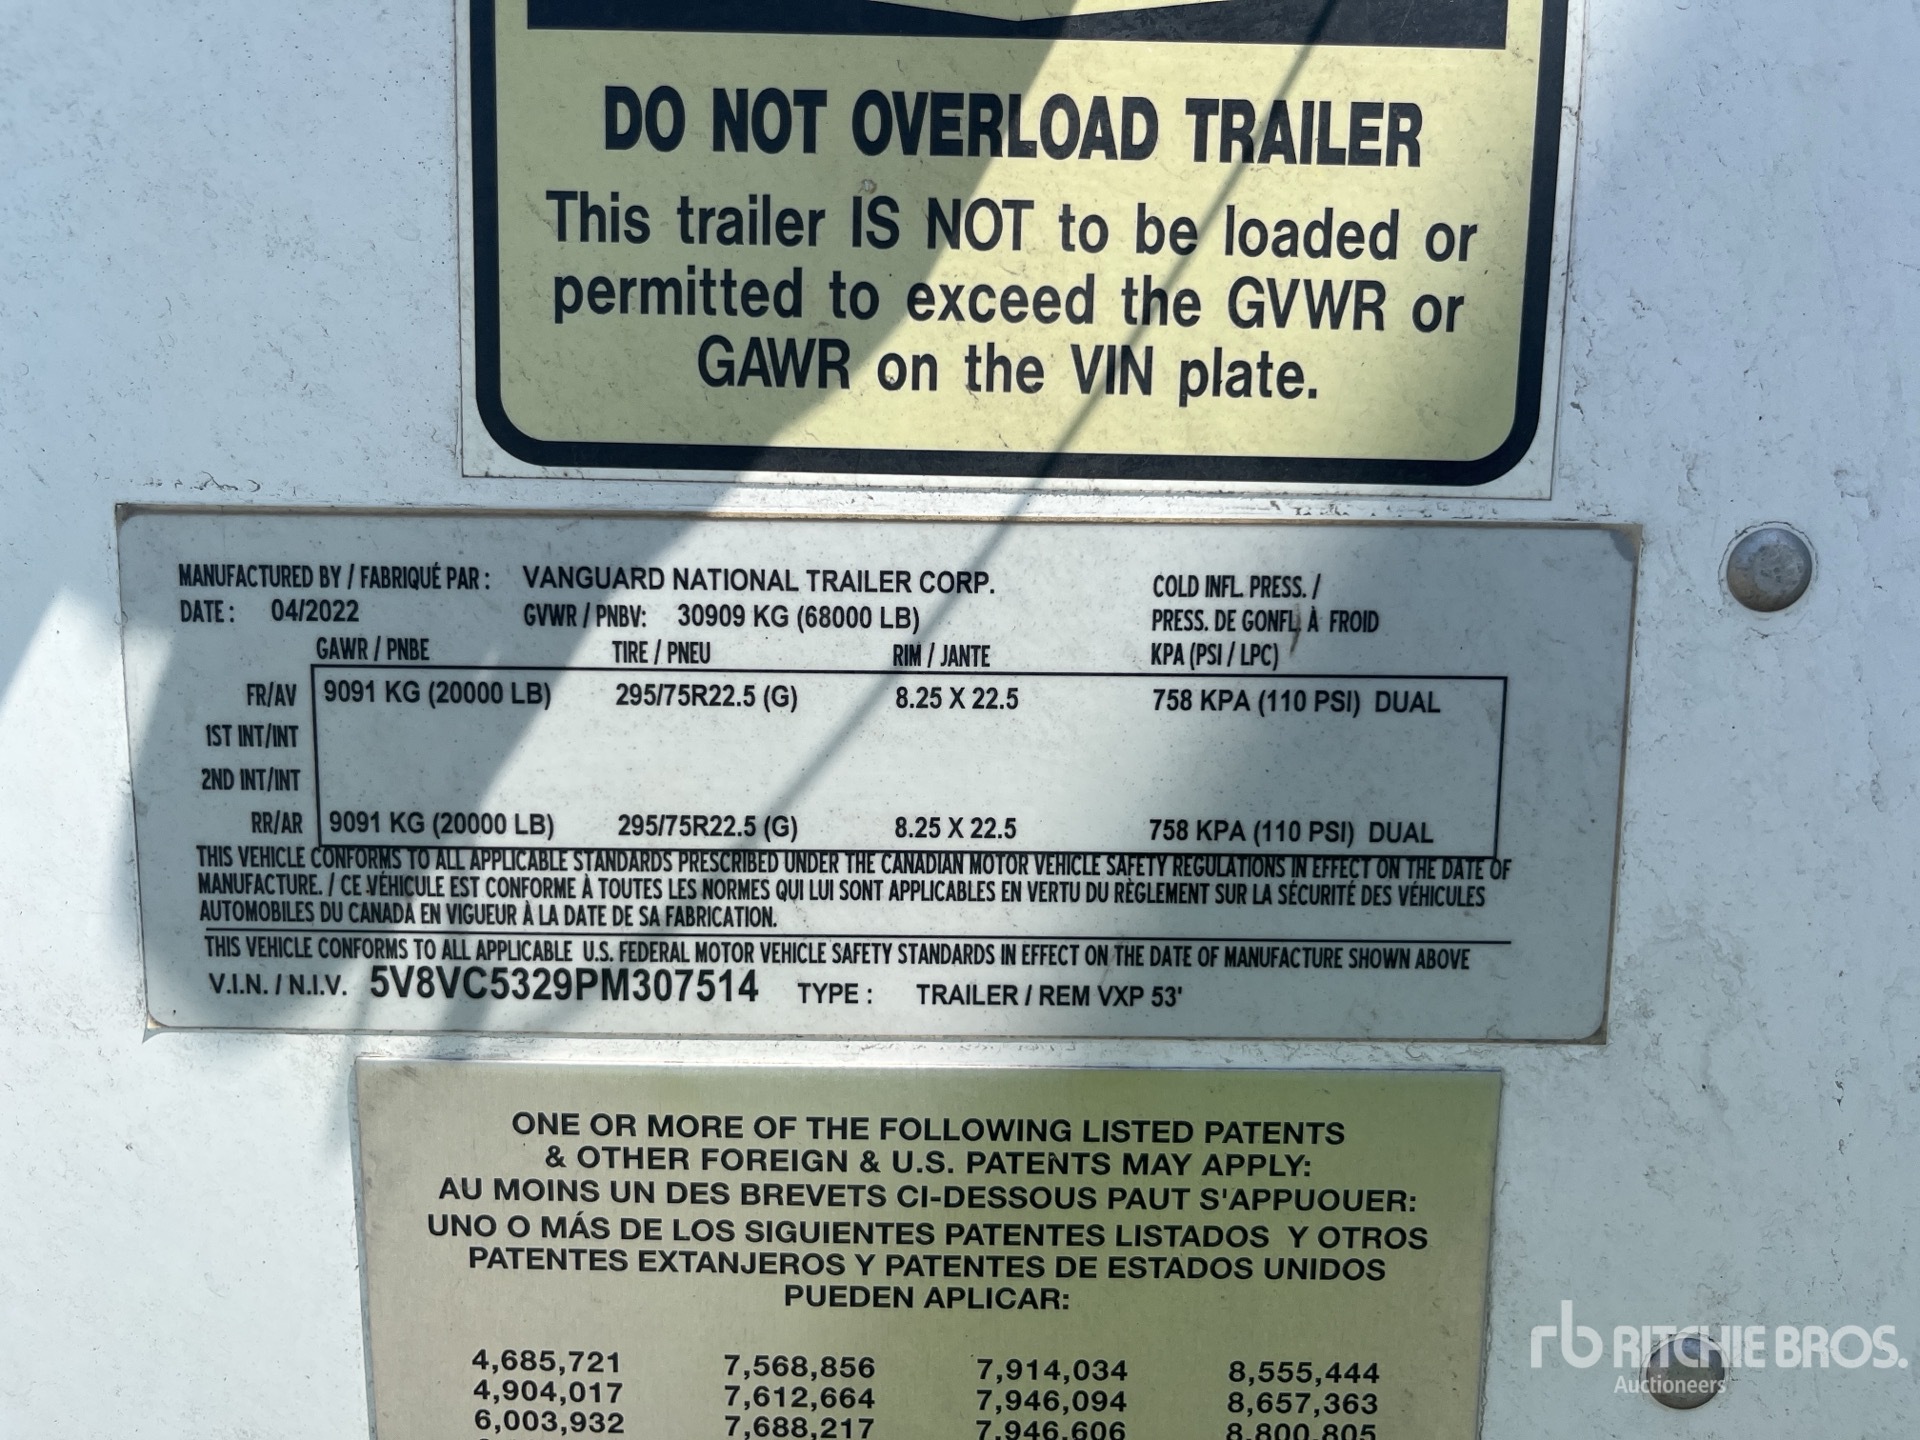 DO NOT OVERLOAD TRAILER
This trailer IS NOT to be loaded or
permitted to exceed the GVWR or
GAWR on the VIN plate.
MANUFACTURED BY / FABRIQUÉ PAR : VANGUARD NATIONAL TRAILER CORP.
DATE : 04/2022 GVWR / PNBV: 30909 KG (68000 LB)
COLD INFL. PRESS. /
PRESS. DE GONFL. À FROID
GAWR / PNBE TIRE / PNEU RIM / JANTE KPA (PSI / LPC)
FR/AV 9091 KG (20000 LB) 295/75R22.5 (G) 8.25 X 22.5 758 KPA (110 PSI) DUAL
1ST INT/INT
2ND INT/INT
RR/AR 9091 KG (20000 LB) 295/75R22.5 (G) 8.25 X 22.5 758 KPA (110 PSI) DUAL
THIS VEHICLE CONFORMS TO ALL APPLICABLE STANDARDS PRESCRIBED UNDER THE CANADIAN MOTOR VEHICLE SAFETY REGULATIONS IN EFFECT ON THE DATE OF
MANUFACTURE. / CE VÉHICULE EST CONFORME À TOUTES LES NORMES QUI LUI SONT APPLICABLES EN VERTU DU RÈGLEMENT SUR LA SÉCURITÉ DES VÉHICULES
AUTOMOBILES DU CANADA EN VIGUEUR À LA DATE DE SA FABRICATION.
THIS VEHICLE CONFORMS TO ALL APPLICABLE U.S. FEDERAL MOTOR VEHICLE SAFETY STANDARDS IN EFFECT ON THE DATE OF MANUFACTURE SHOWN ABOVE
V.I.N. / N.I.V. 5V8VC5329PM307514 TYPE : TRAILER / REM VXP 53'
ONE OR MORE OF THE FOLLOWING LISTED PATENTS
& OTHER FOREIGN & U.S. PATENTS MAY APPLY:
AU MOINS UN DES BREVETS CI-DESSOUS PAUT S'APPUOUER:
UNO O MÁS DE LOS SIGUIENTES PATENTES LISTADOS Y OTROS
PATENTES EXTANJEROS Y PATENTES DE ESTADOS UNIDOS
PUEDEN APLICAR:
4,685,721 7,568,856 7,914,034 8,555,444
4,904,017 7,612,664 7,946,094 8,657,363
6,003,932 7,688,217 7,946,606 8,800,805
rb RITCHIE BROS.
Auctioneers